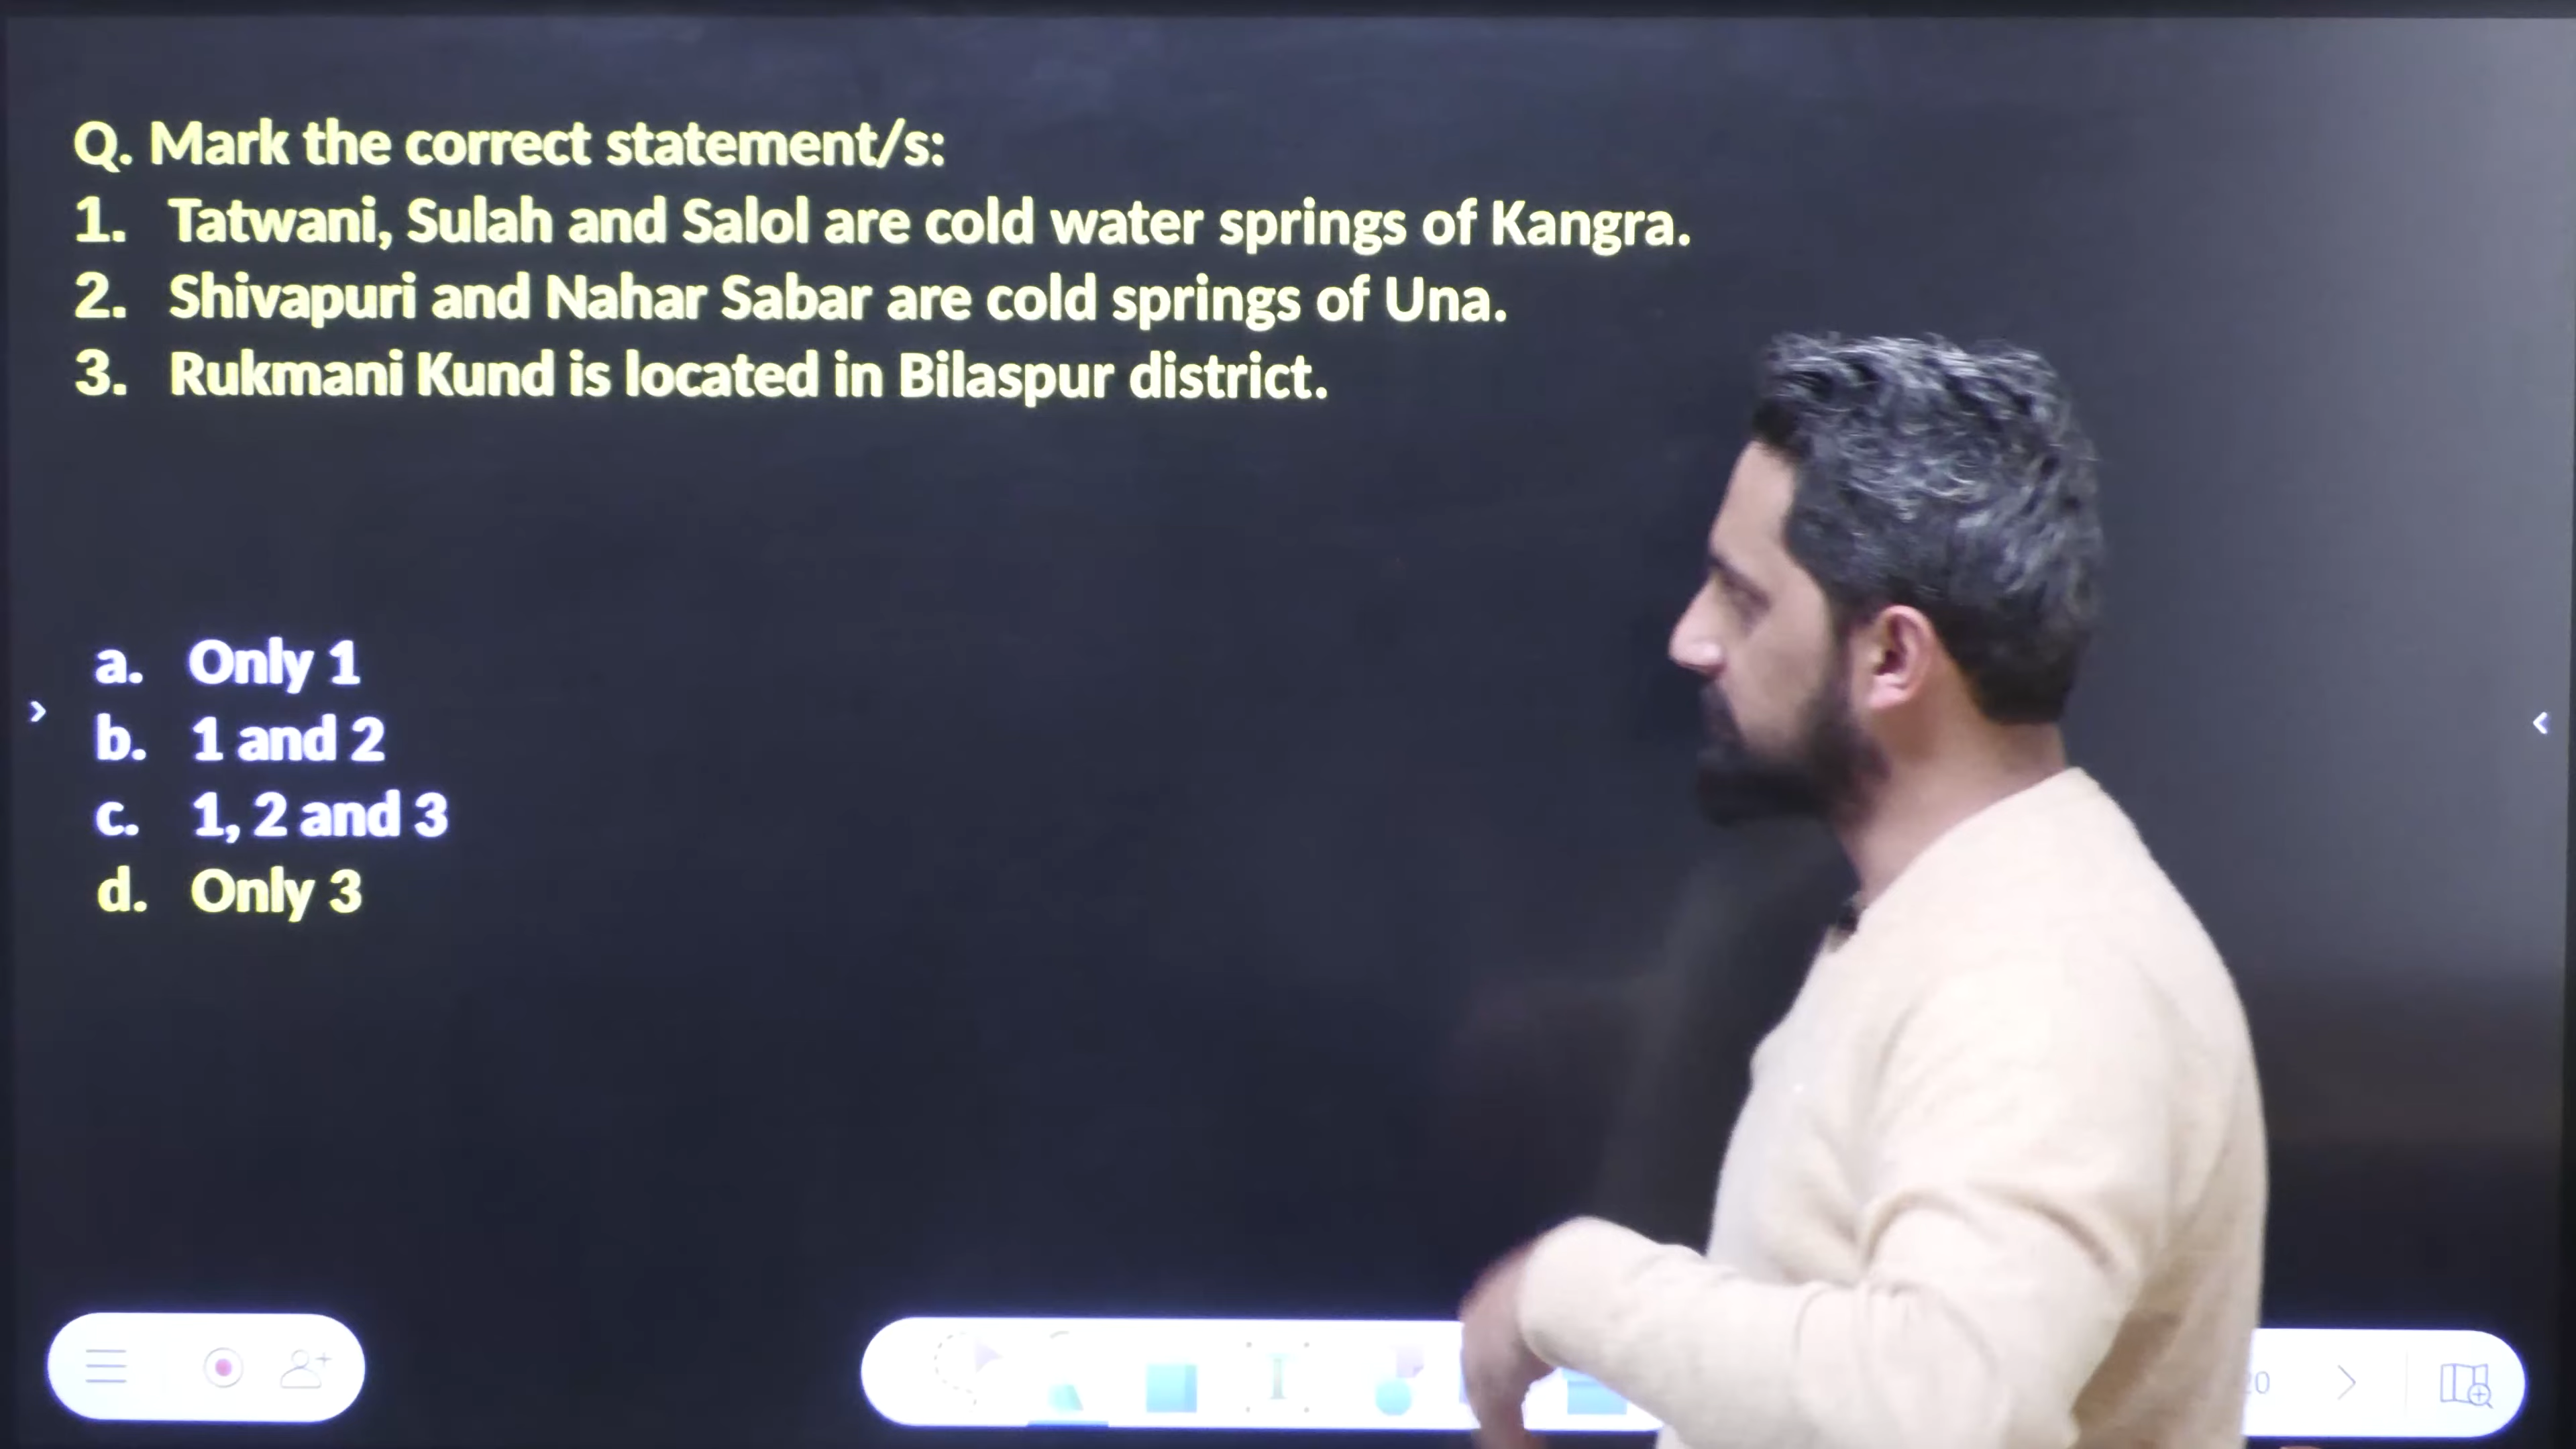 Q. Mark the correct statement/s:
1. Tatwani, Sulah and Salol are cold water springs of Kangra.
2. Shivapuri and Nahar Sabar are cold springs of Una.
3. Rukmani Kund is located in Bilaspur district.
a. Only 1
b. 1 and 2
c. 1, 2 and 3
d. Only 3